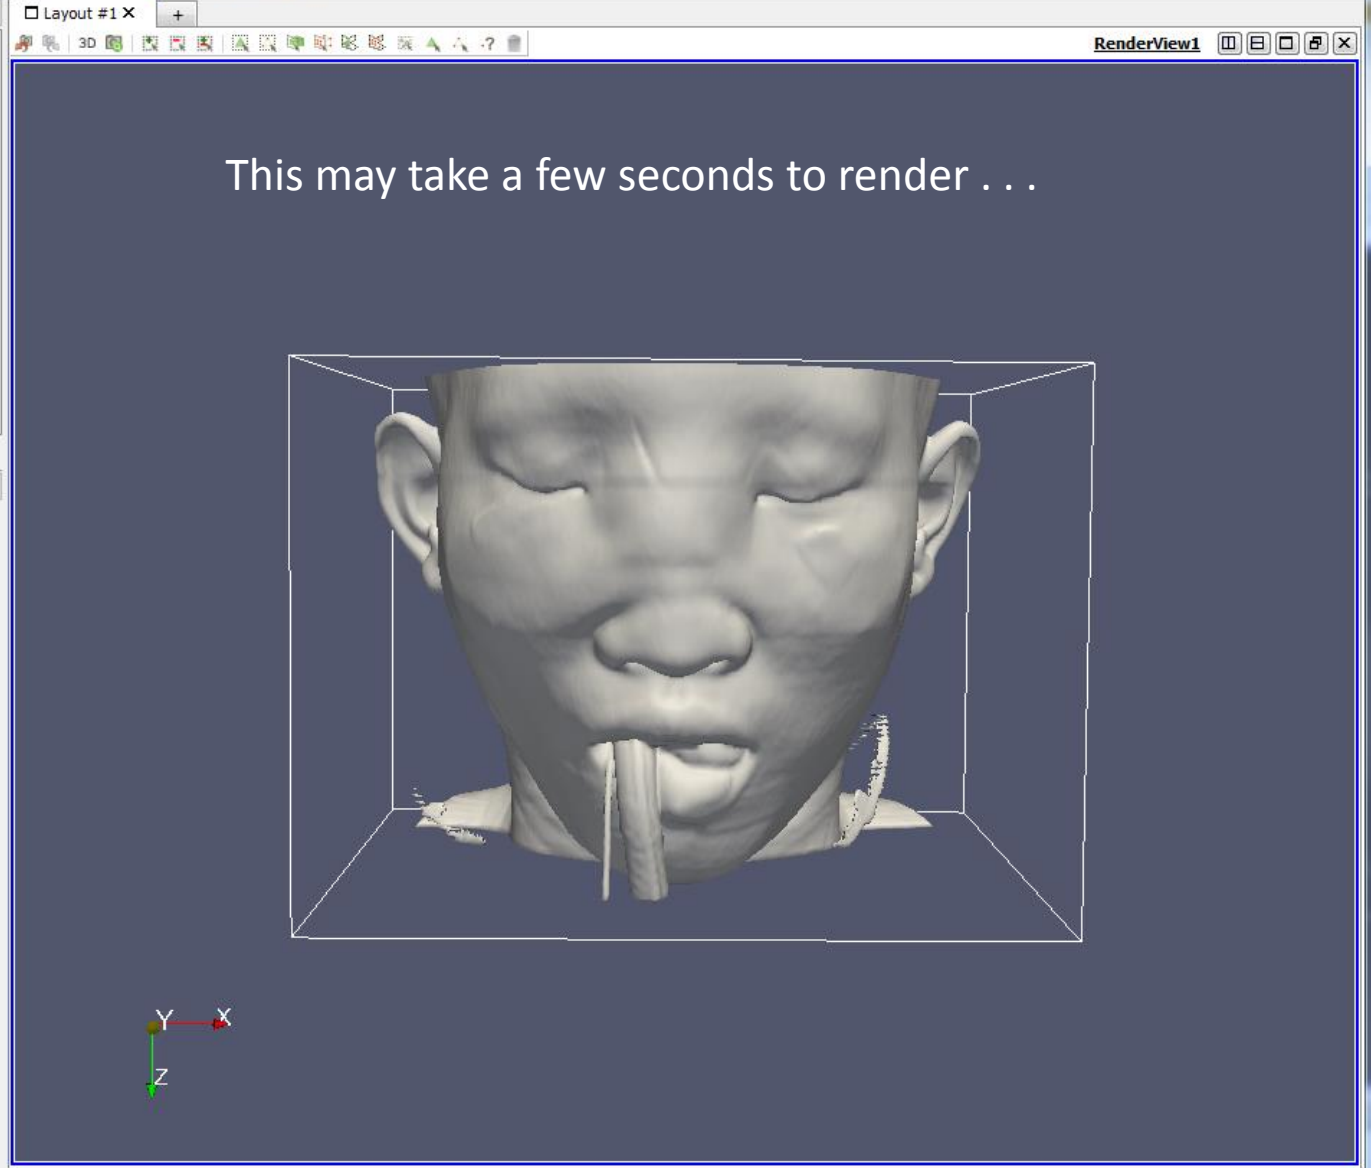 Layout #1
3D
RenderView1
This may take a few seconds to render . . .
Y X
Z